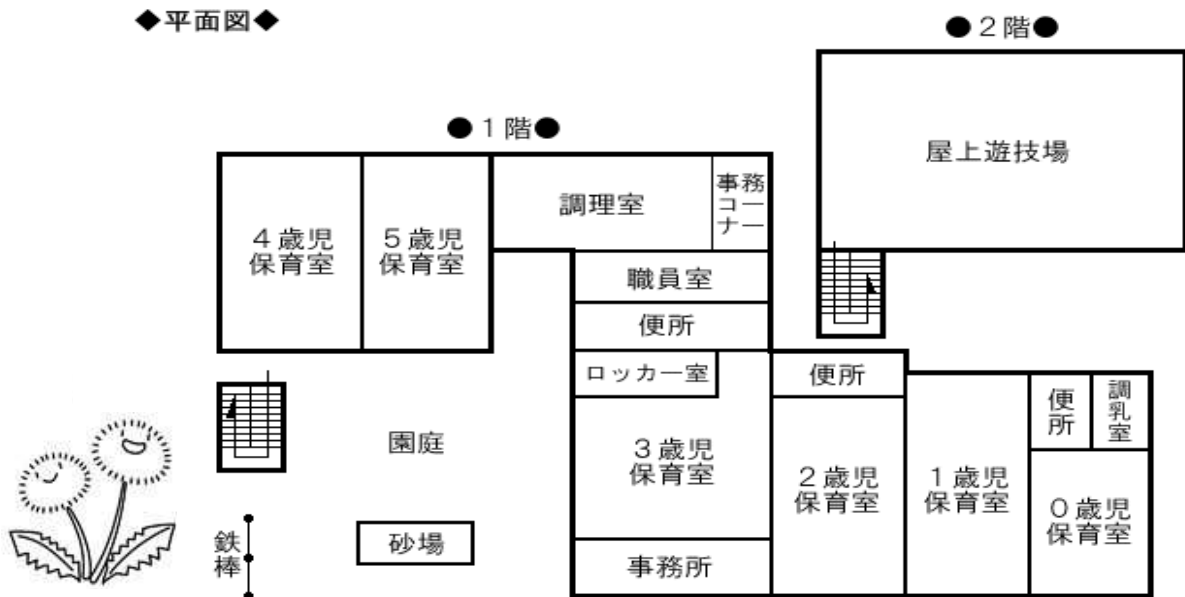 ◆平面図◆
●２階●
屋上遊技場
●１階●
４歳児
保育室
５歳児
保育室
調理室
事務
コーナー
職員室
便所
ロッカー室
３歳児
保育室
事務所
便所
２歳児
保育室
１歳児
保育室
便所
調乳室
０歳児
保育室
園庭
砂場
鉄棒